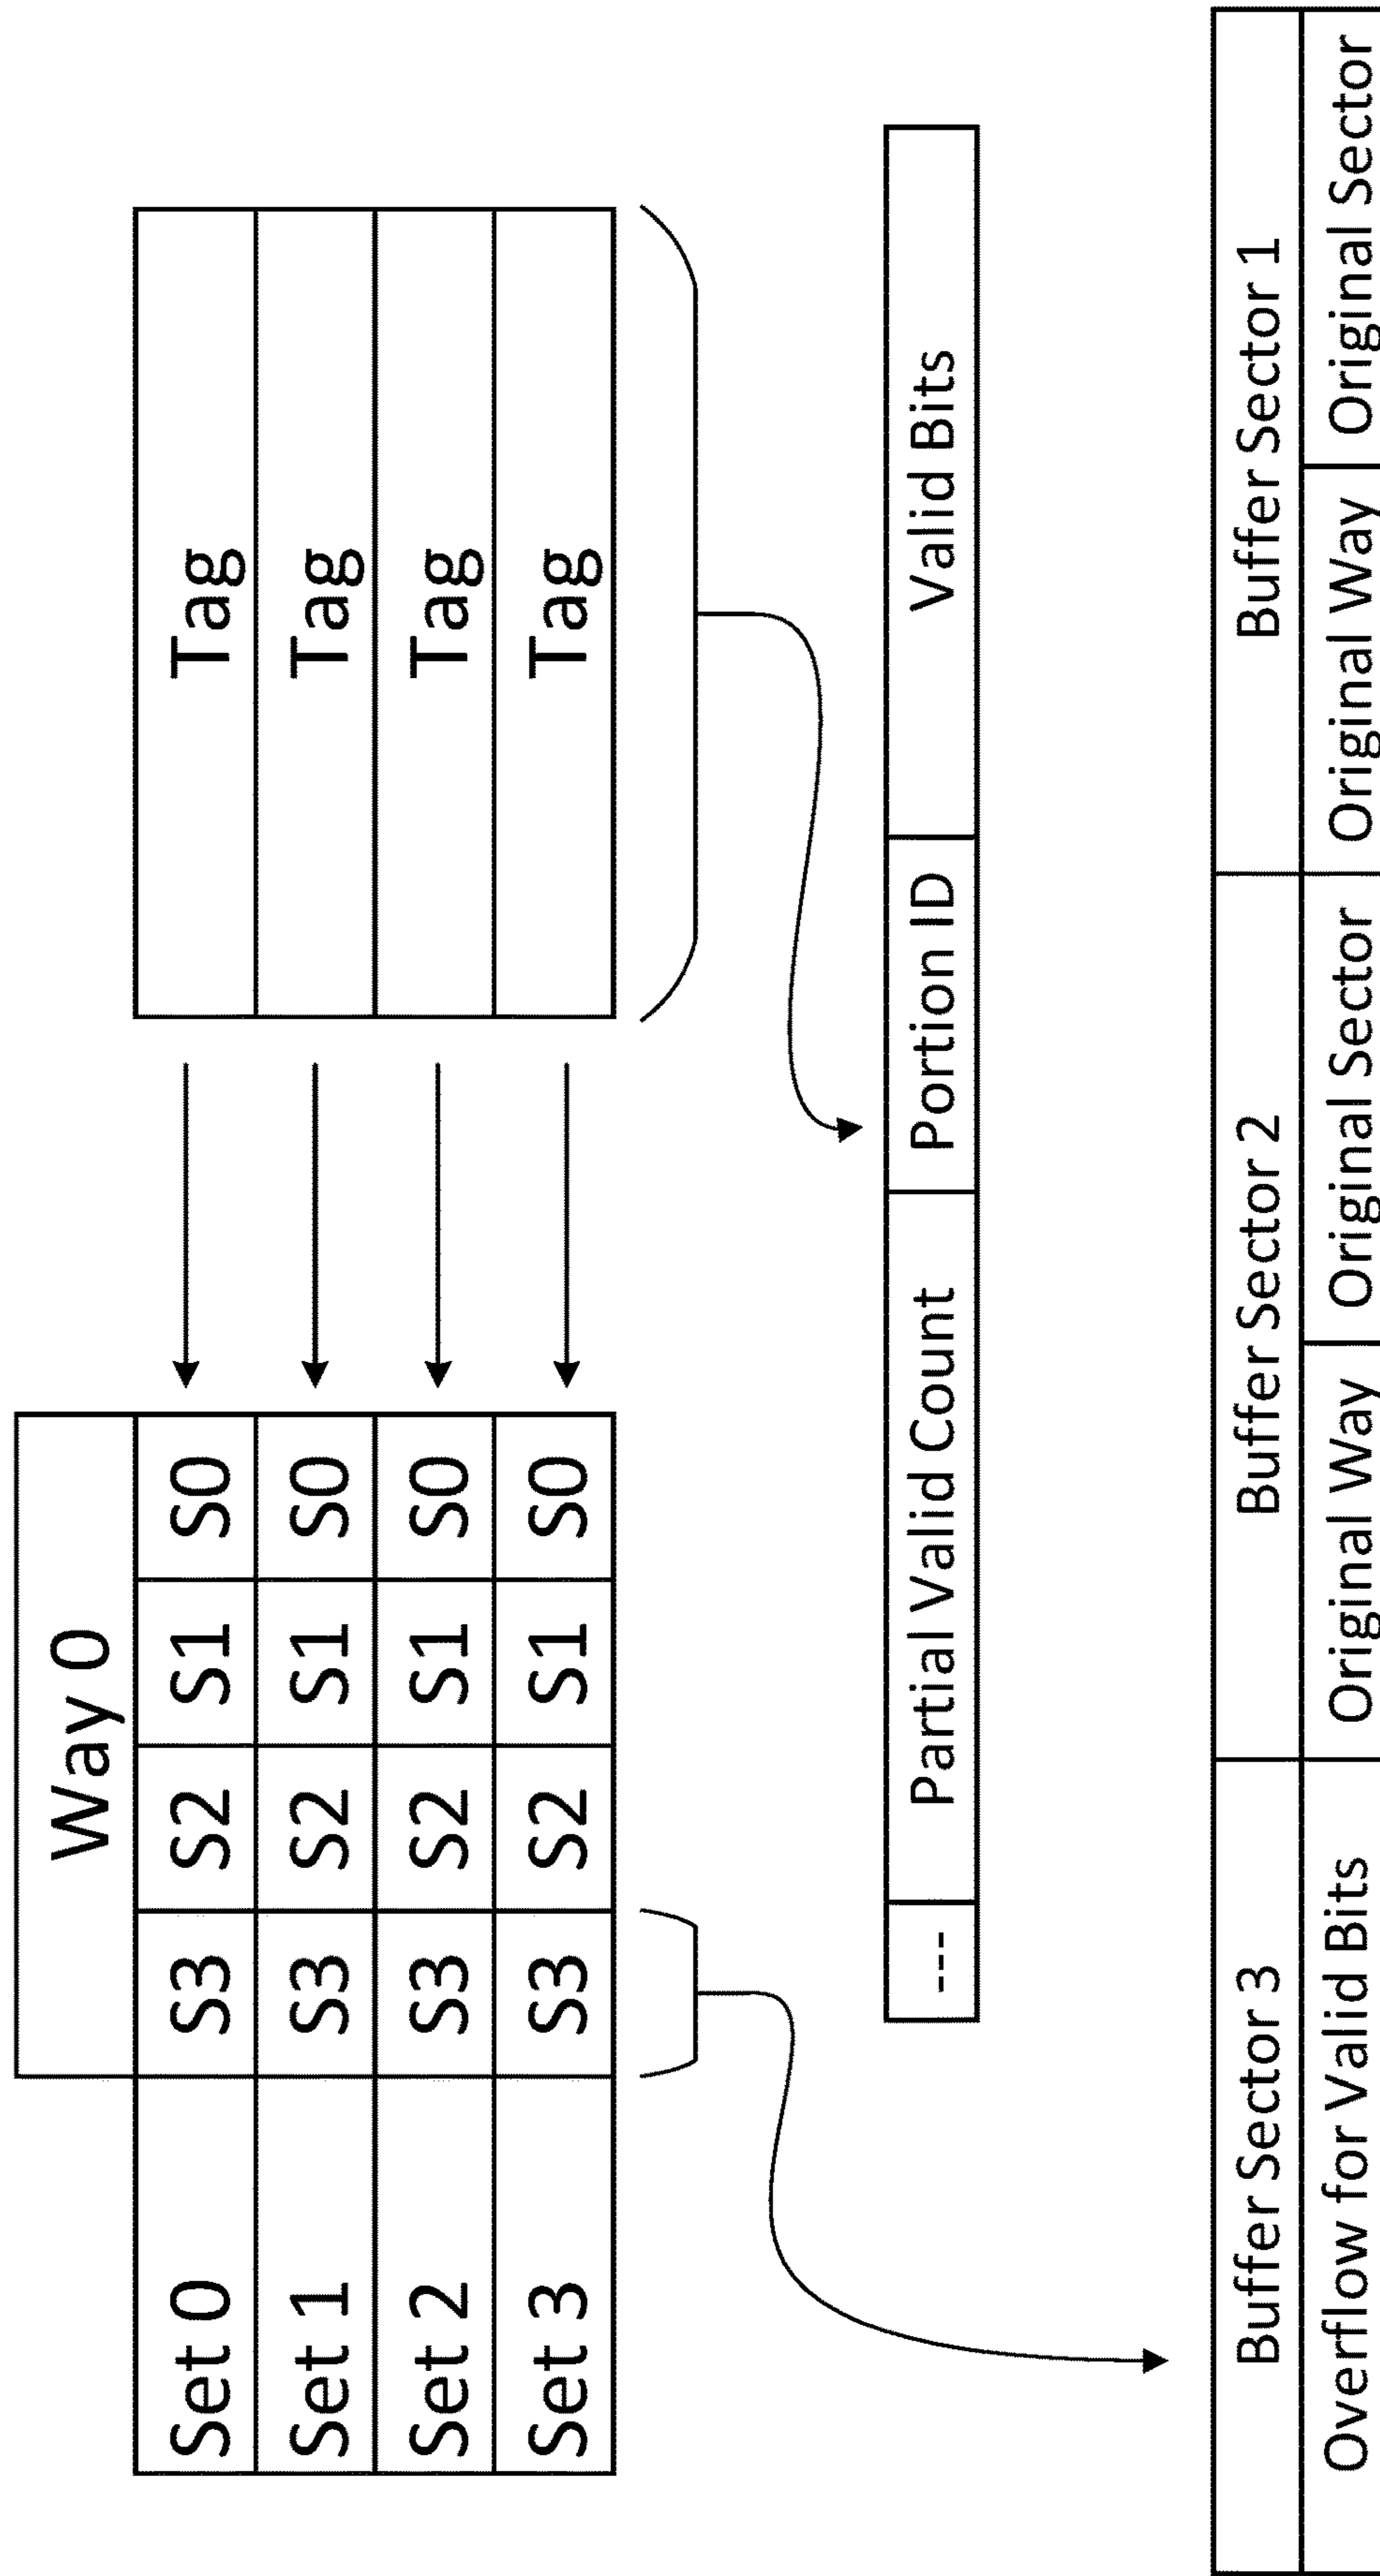 Way 0
Set 0 S3 S2 S1 S0 Tag
Set 1 S3 S2 S1 S0 Tag
Set 2 S3 S2 S1 S0 Tag
Set 3 S3 S2 S1 S0 Tag
--- Partial Valid Count Portion ID Valid Bits
Buffer Sector 3 Buffer Sector 2 Buffer Sector 1
Overflow for Valid Bits Original Way Original Sector Original Way Original Sector